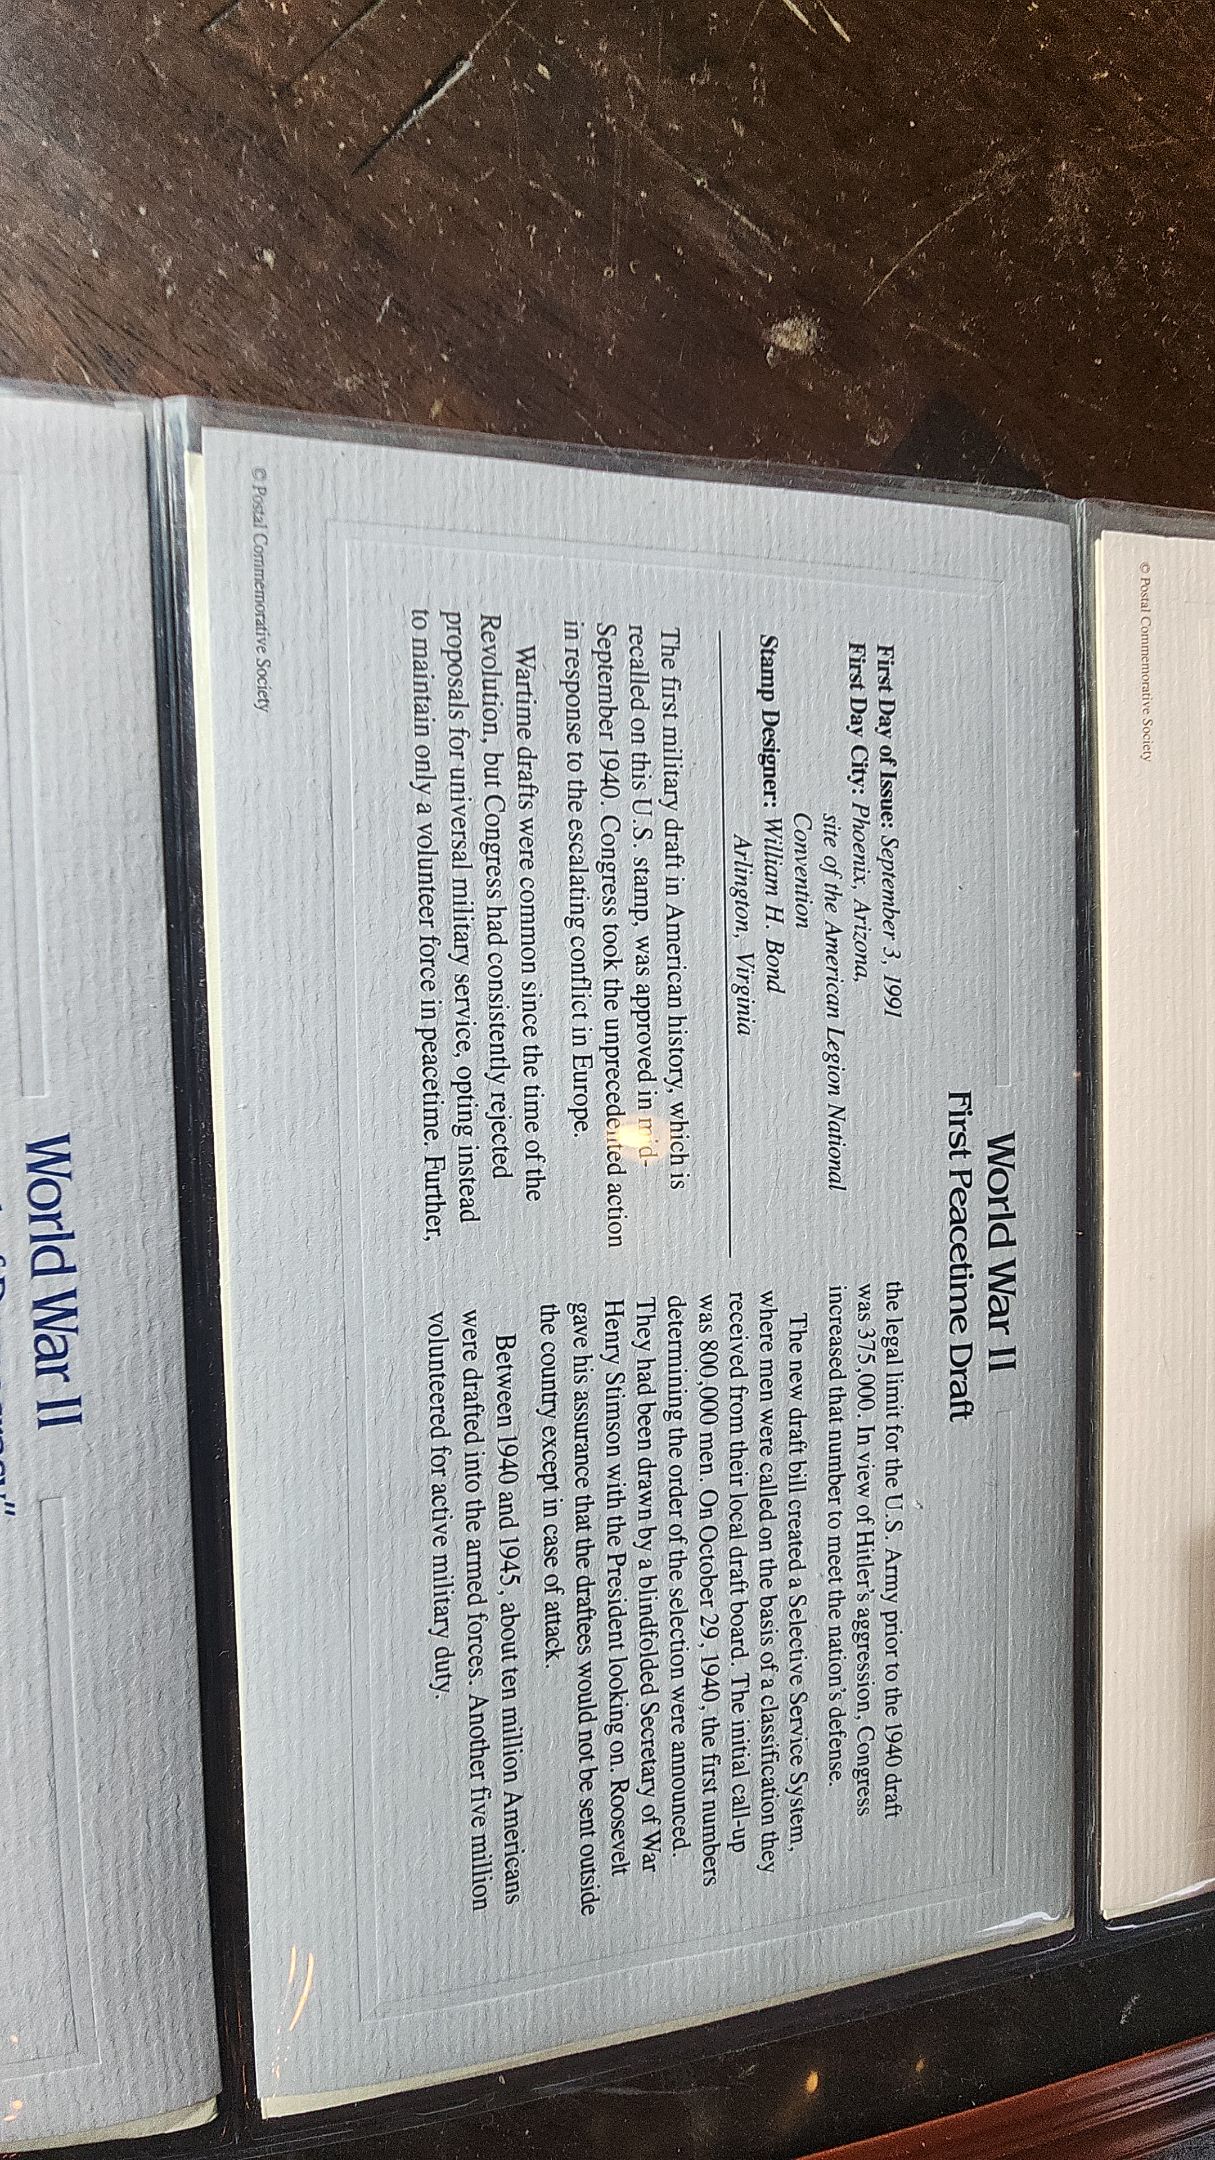 © Postal Commemorative Society
World War II
First Peacetime Draft
First Day of Issue: September 3, 1991
First Day City: Phoenix, Arizona,
site of the American Legion National
Convention
Stamp Designer: William H. Bond
Arlington, Virginia
The first military draft in American history, which is
recalled on this U.S. stamp, was approved in mid-
September 1940. Congress took the unprecedented action
in response to the escalating conflict in Europe.
Wartime drafts were common since the time of the
Revolution, but Congress had consistently rejected
proposals for universal military service, opting instead
to maintain only a volunteer force in peacetime. Further,
the legal limit for the U.S. Army prior to the 1940 draft
was 375,000. In view of Hitler's aggression, Congress
increased that number to meet the nation's defense.
The new draft bill created a Selective Service System,
where men were called on the basis of a classification they
received from their local draft board. The initial call-up
was 800,000 men. On October 29, 1940, the first numbers
determining the order of the selection were announced.
They had been drawn by a blindfolded Secretary of War
Henry Stimson with the President looking on. Roosevelt
gave his assurance that the draftees would not be sent outside
the country except in case of attack.
Between 1940 and 1945, about ten million Americans
were drafted into the armed forces. Another five million
volunteered for active military duty.
© Postal Commemorative Society
World War II